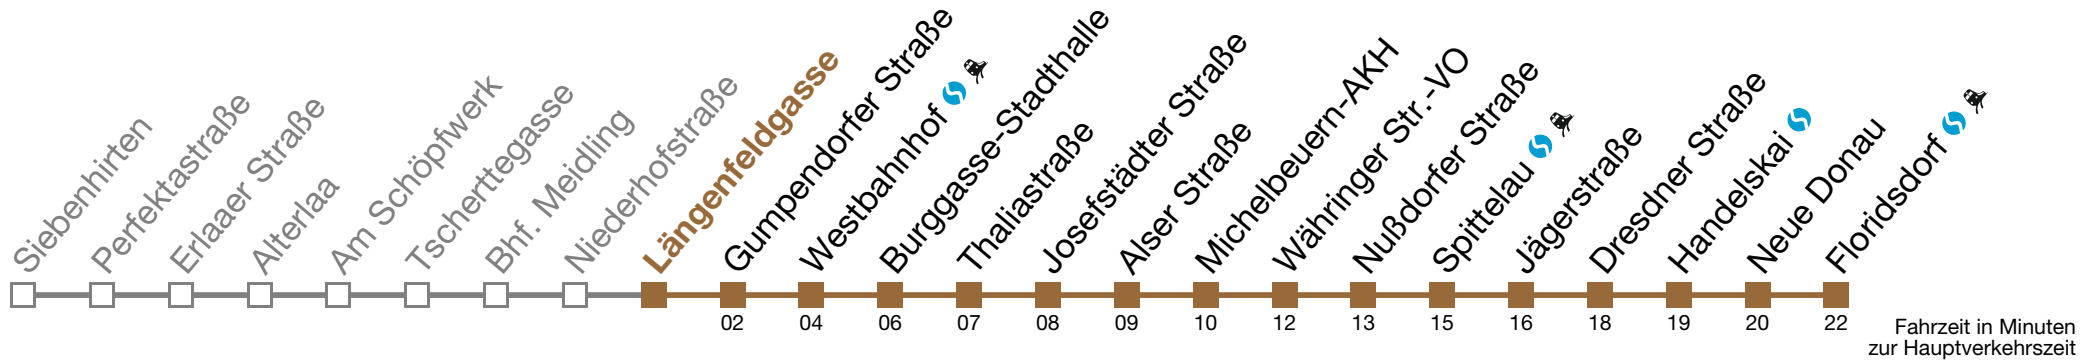 Siebenhirten
Perfektastraße
Erlaaer Straße
Alterlaa
Am Schöpfwerk
Tscherttegasse
Bhf. Meidling
Niederhofstraße
Längenfeldgasse
Gumpendorfer Straße
Westbahnhof
Burggasse-Stadthalle
Thaliastraße
Josefstädter Straße
Alser Straße
Michelbeuern-AKH
Währinger Str.-VO
Nußdorfer Straße
Spittelau
Jägerstraße
Dresdner Straße
Handelskai
Neue Donau
Floridsdorf
02 04 06 07 08 09 10 12 13 15 16 18 19 20 22
Fahrzeit in Minuten
zur Hauptverkehrszeit